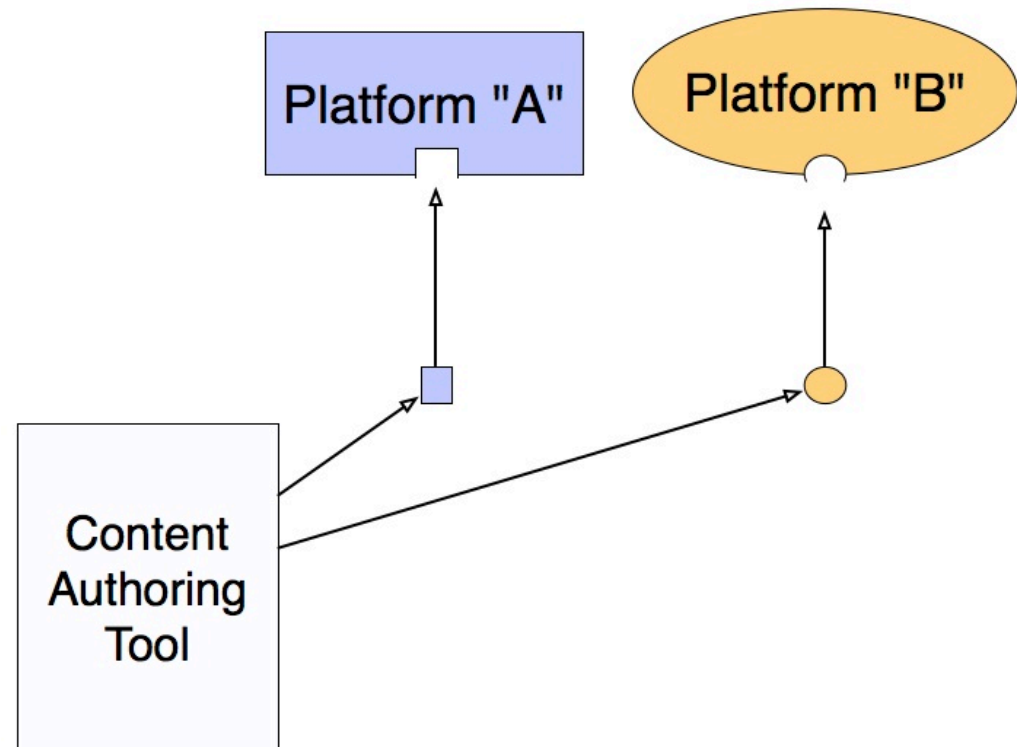 Platform "A"
Platform "B"
Content
Authoring
Tool